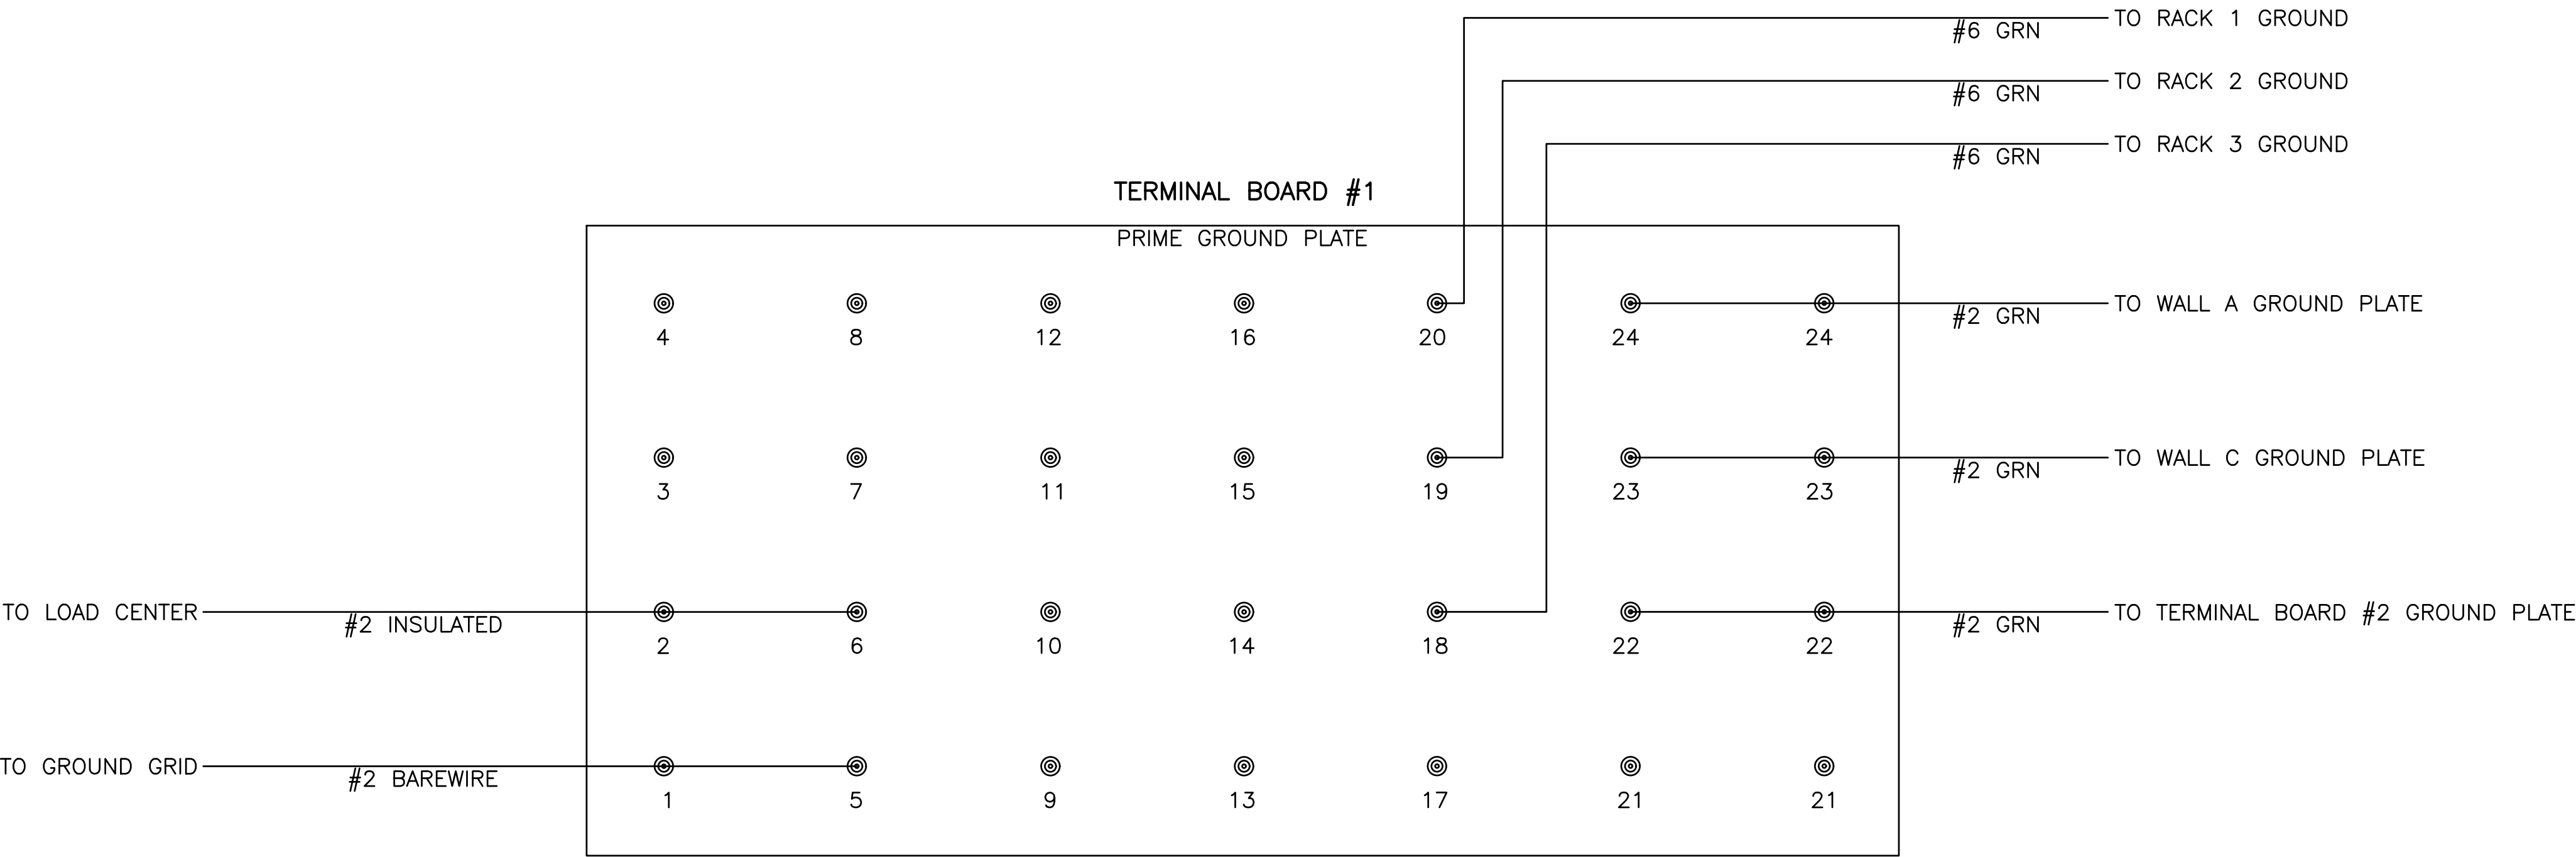 TO RACK 1 GROUND
#6 GRN
TO RACK 2 GROUND
#6 GRN
TO RACK 3 GROUND
#6 GRN
TERMINAL BOARD #1
PRIME GROUND PLATE
TO WALL A GROUND PLATE
#2 GRN
4 8 12 16 20 24 24
TO WALL C GROUND PLATE
#2 GRN
3 7 11 15 19 23 23
TO LOAD CENTER
#2 INSULATED
TO TERMINAL BOARD #2 GROUND PLATE
#2 GRN
2 6 10 14 18 22 22
TO GROUND GRID
#2 BAREWIRE
1 5 9 13 17 21 21